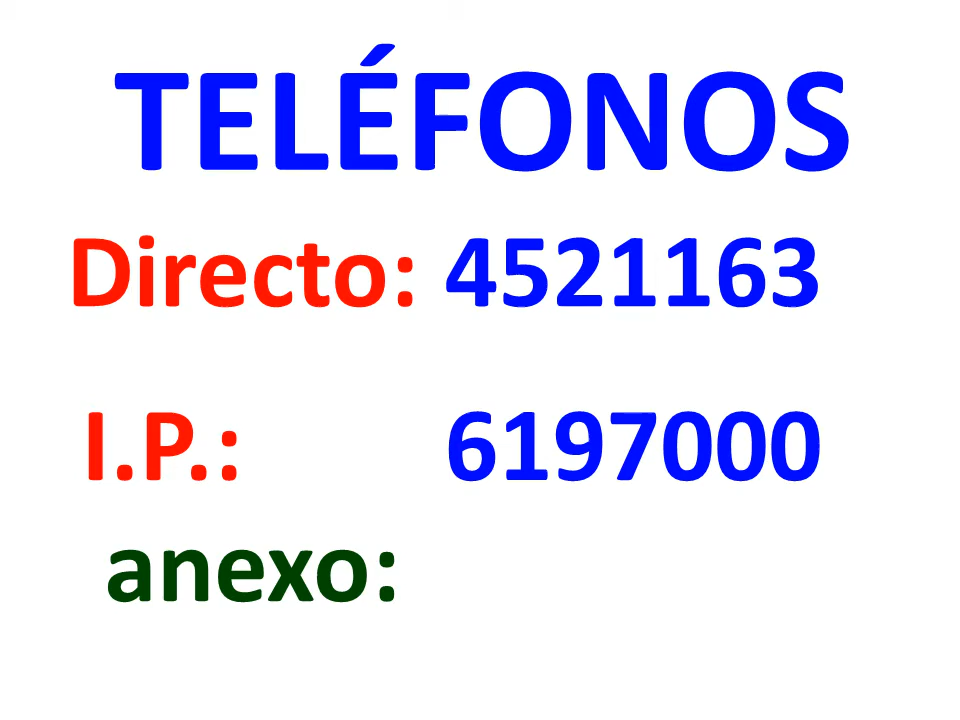 TELÉFONOS
Directo: 4521163
I.P.: 6197000
anexo: